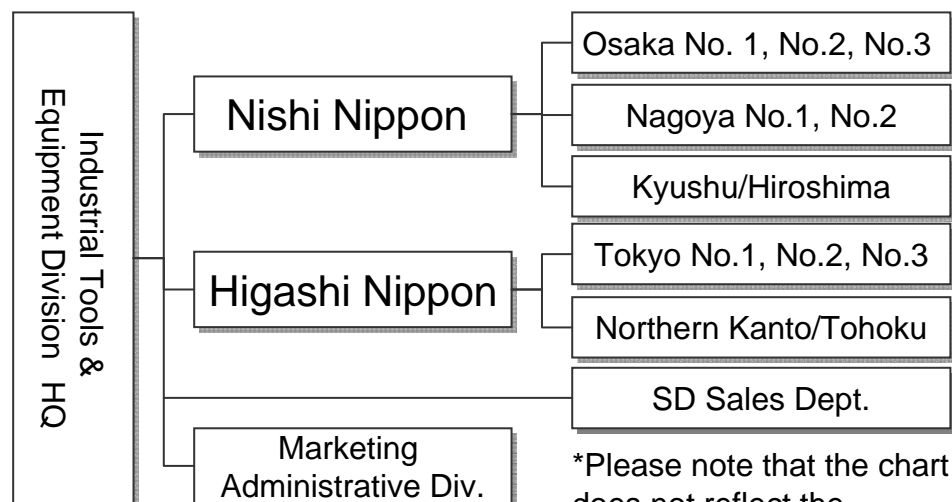 Industrial Tools &
Equipment Division HQ
Nishi Nippon
Osaka No. 1, No.2, No.3
Nagoya No.1, No.2
Kyushu/Hiroshima
Higashi Nippon
Tokyo No.1, No.2, No.3
Northern Kanto/Tohoku
SD Sales Dept.
Marketing
Administrative Div.
*Please note that the chart
does not reflect the